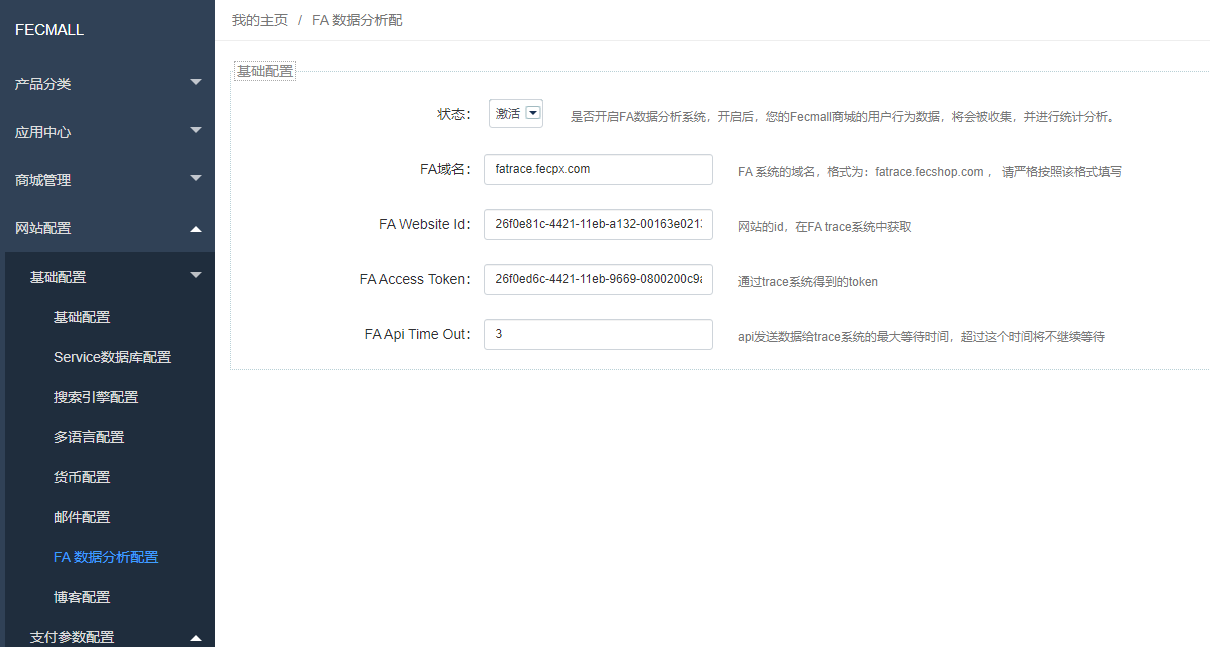 FECMALL
产品分类
应用中心
商城管理
网站配置
基础配置
基础配置
Service数据库配置
搜索引擎配置
多语言配置
货币配置
邮件配置
FA 数据分析配置
博客配置
支付参数配置
我的主页 / FA 数据分析配
基础配置
状态: 激活 是否开启FA数据分析系统，开启后，您的Fecmall商城的用户行为数据，将会被收集，并进行统计分析。
FA域名: fatrace.fecpx.com FA 系统的域名，格式为：fatrace.fecshop.com ，请严格按照该格式填写
FA Website Id: 26f0e81c-4421-11eb-a132-00163e021 网站的id，在FA trace系统中获取
FA Access Token: 26f0ed6c-4421-11eb-9669-0800200c9a 通过trace系统得到的token
FA Api Time Out: 3 api发送数据给trace系统的最大等待时间，超过这个时间将不继续等待